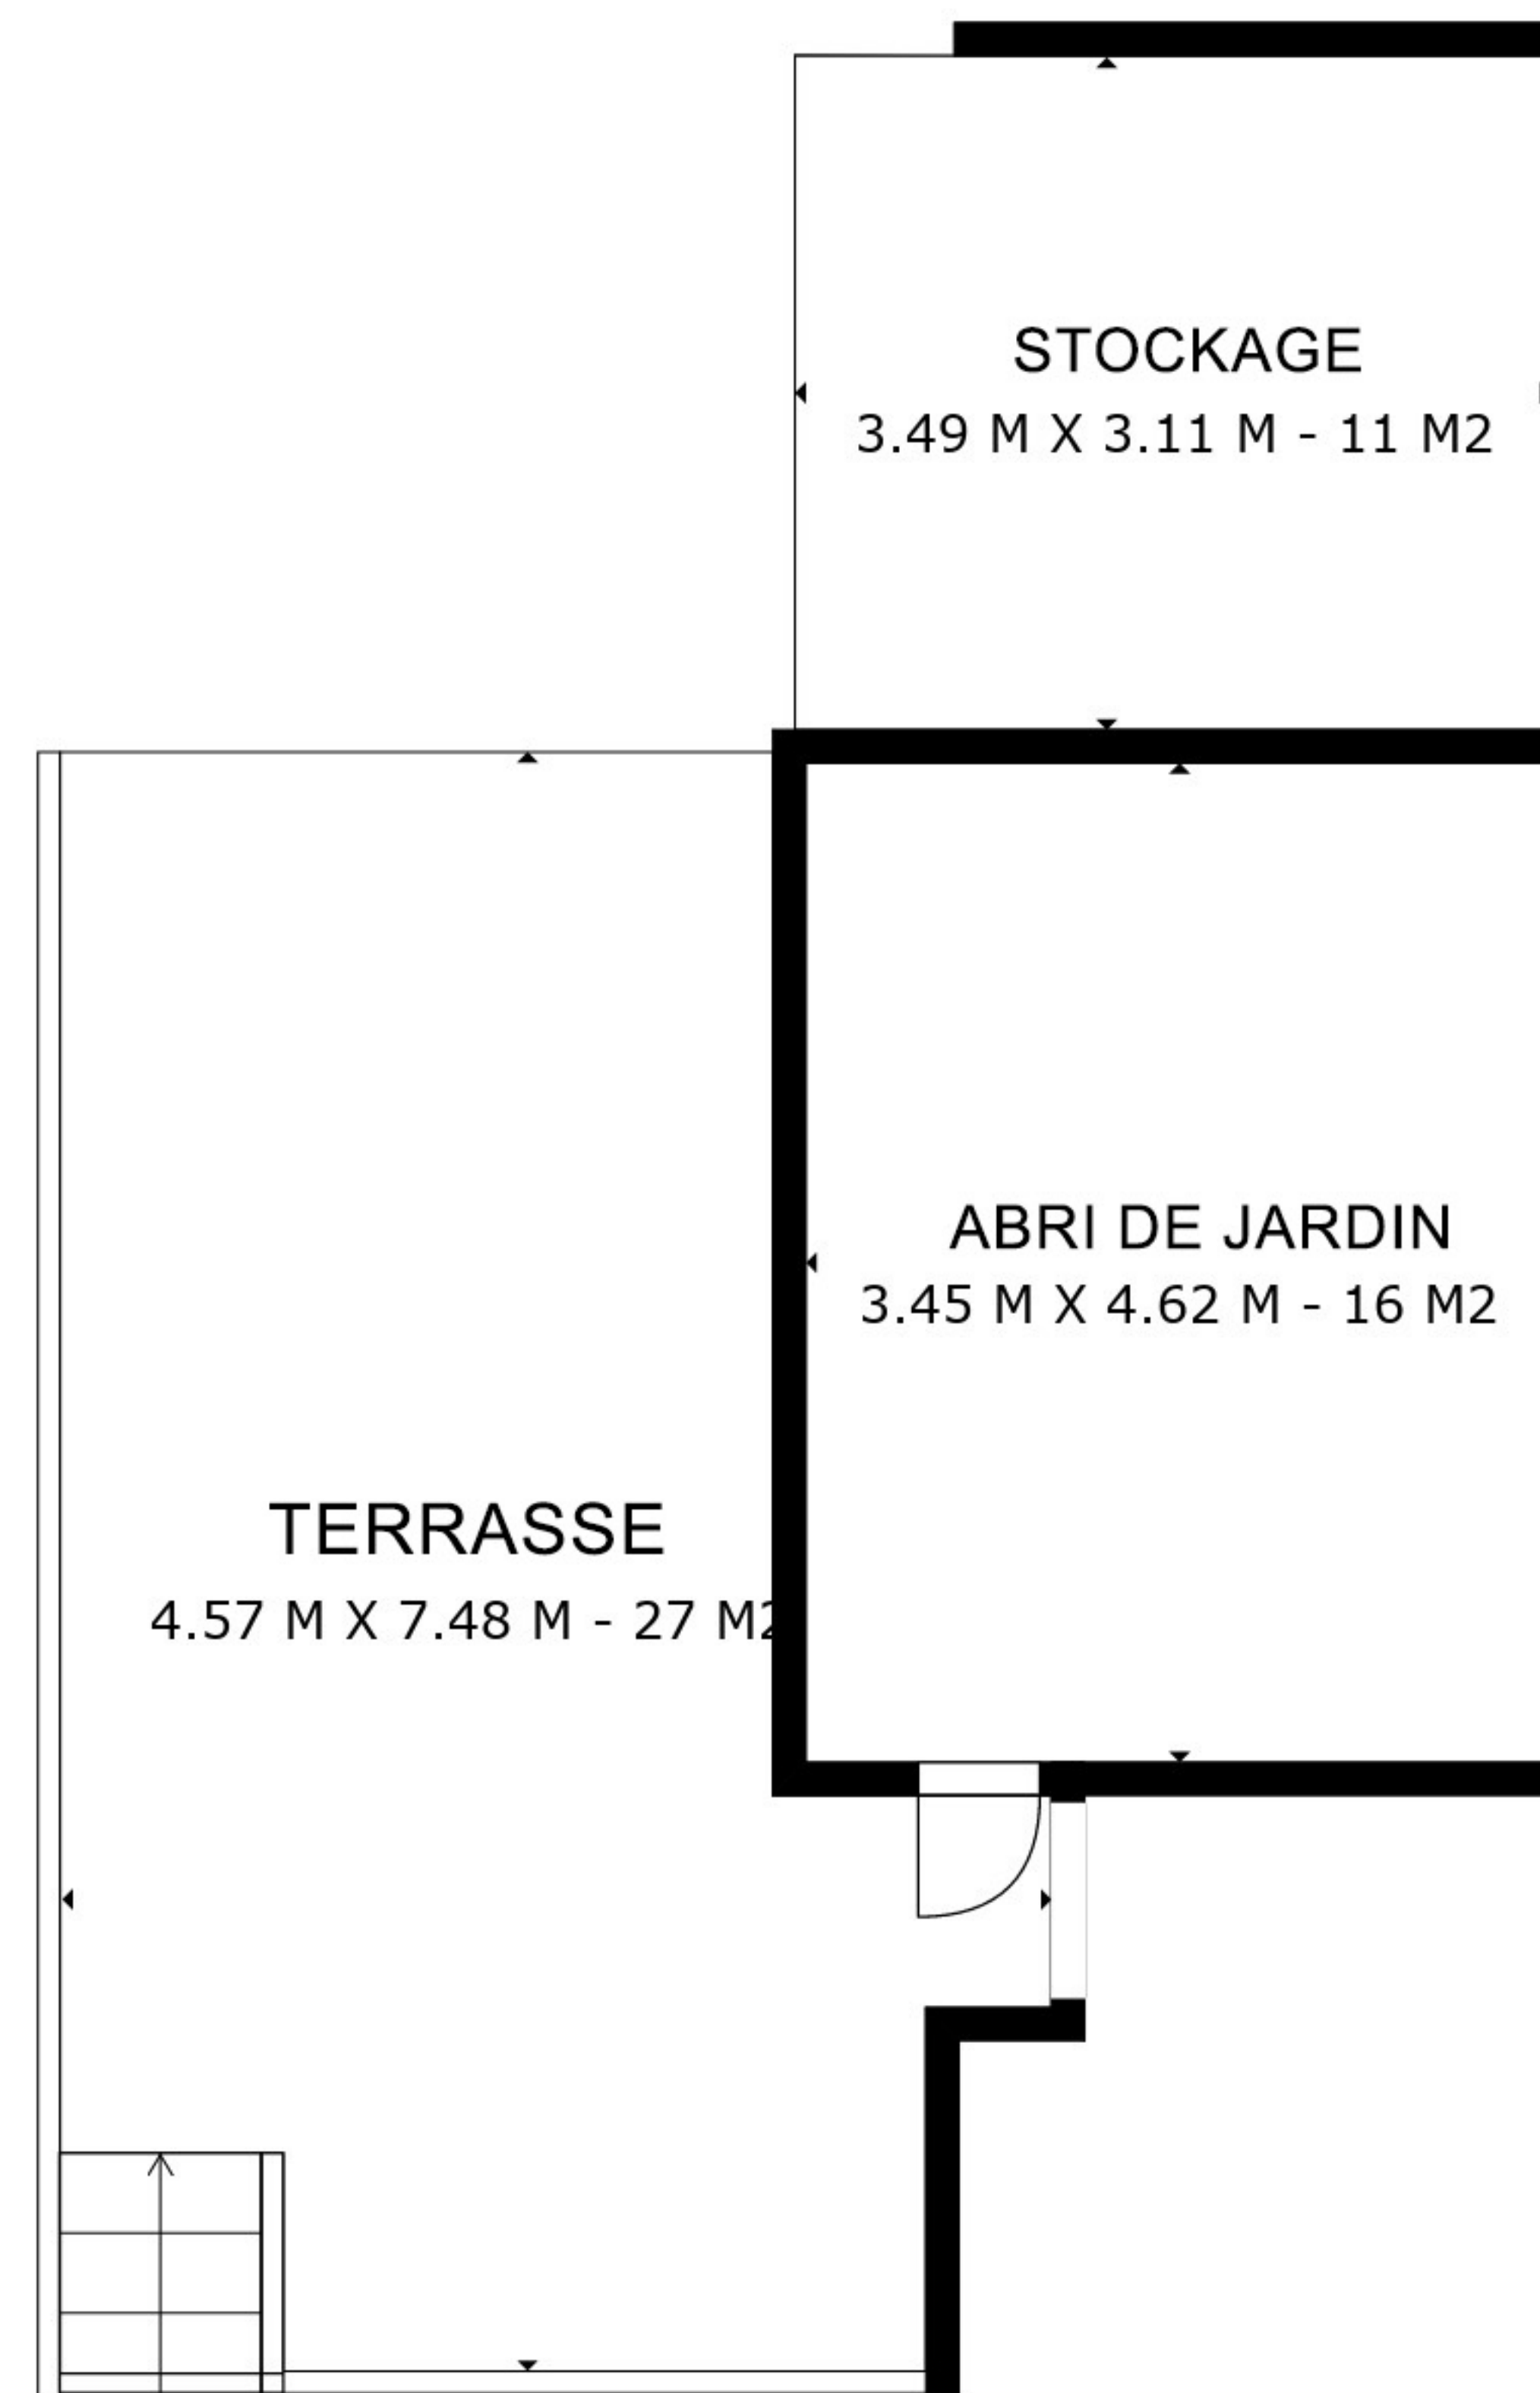 STOCKAGE
3.49 M X 3.11 M - 11 M2
ABRI DE JARDIN
3.45 M X 4.62 M - 16 M2
TERRASSE
4.57 M X 7.48 M - 27 M2